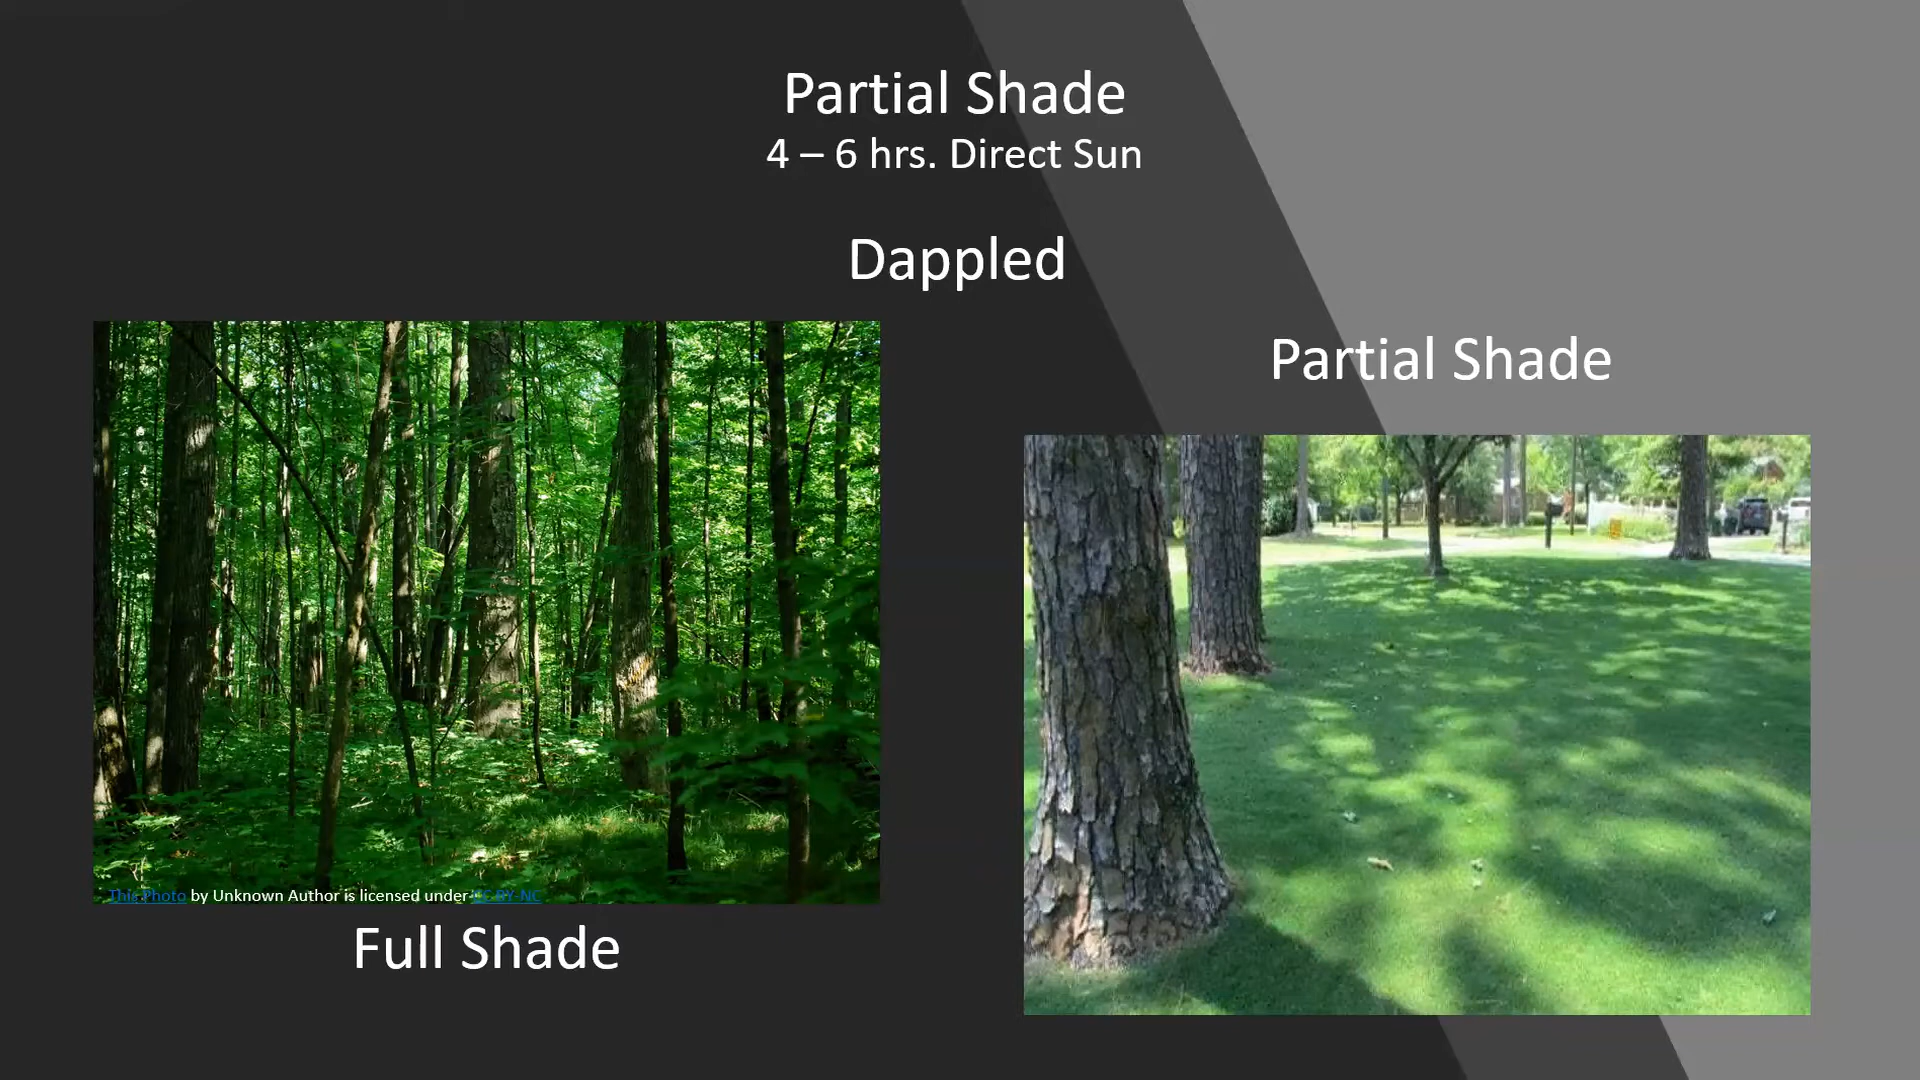 Partial Shade
4 – 6 hrs. Direct Sun
Dappled
Partial Shade
This Photo by Unknown Author is licensed under CC BY-NC
Full Shade